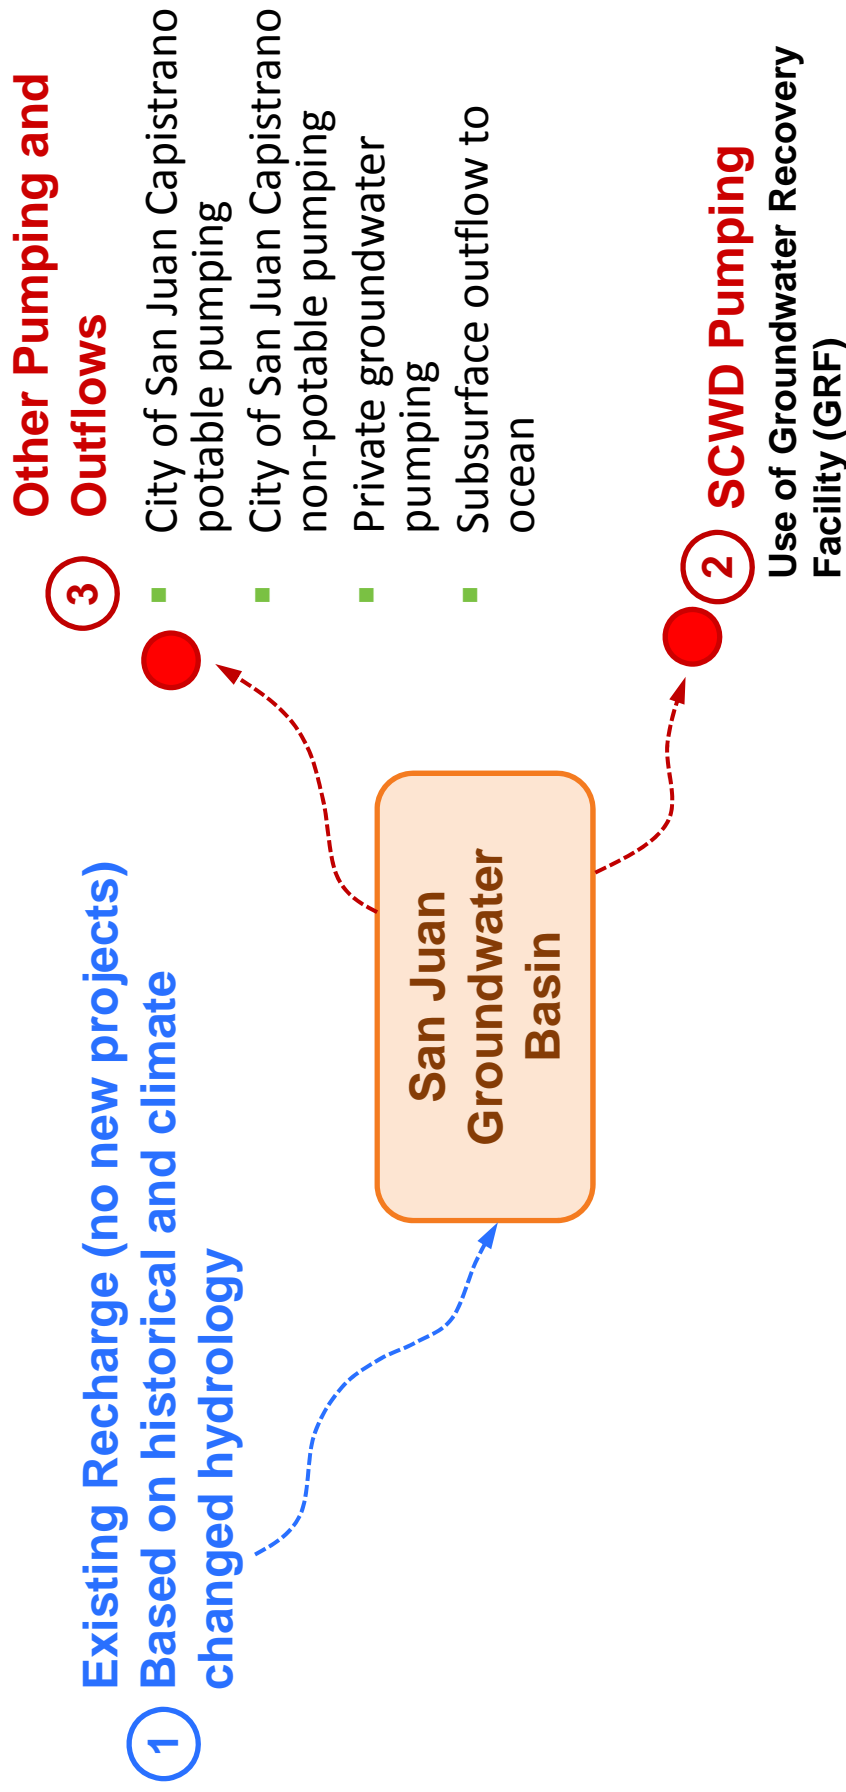 1
Existing Recharge (no new projects)
Based on historical and climate
changed hydrology
San Juan
Groundwater
Basin
3
Other Pumping and
Outflows
City of San Juan Capistrano
potable pumping
City of San Juan Capistrano
non-potable pumping
Private groundwater
pumping
Subsurface outflow to
ocean
2
SCWD Pumping
Use of Groundwater Recovery
Facility (GRF)